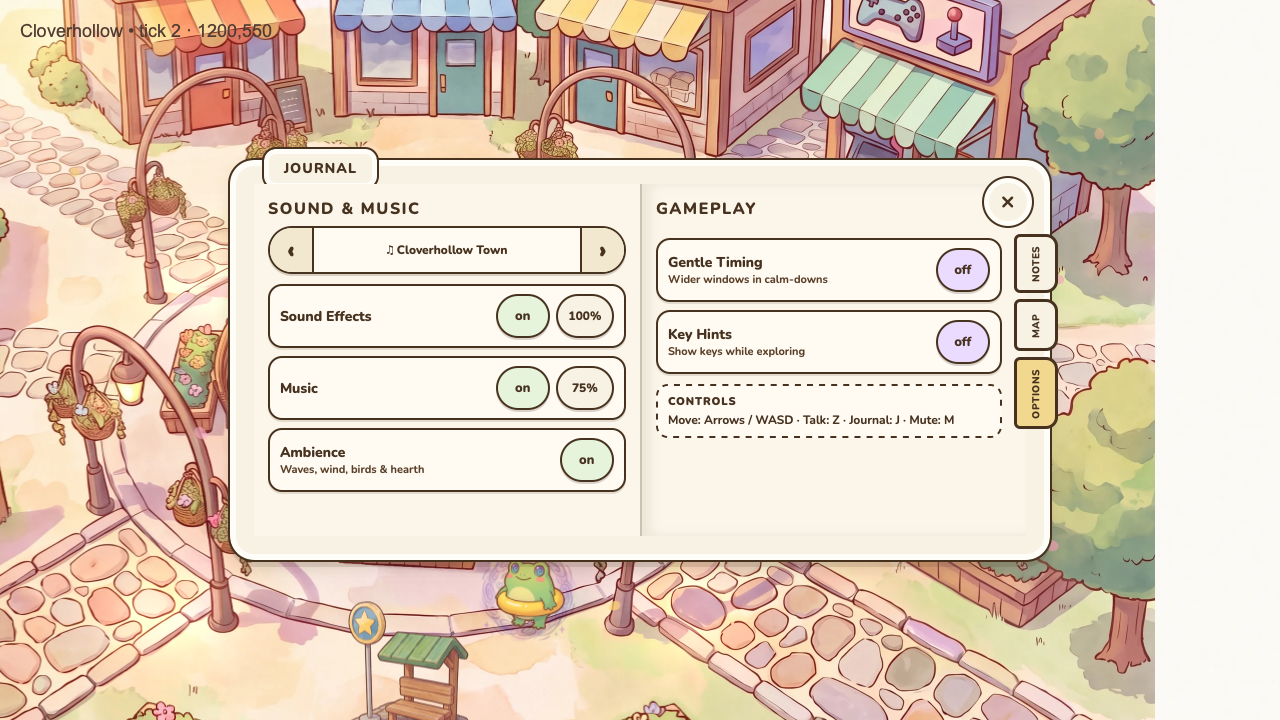 Cloverhollow • tick 2 · 1200,550
JOURNAL
SOUND & MUSIC
‹ ♫ Cloverhollow Town ›
Sound Effects on 100%
Music on 75%
Ambience
Waves, wind, birds & hearth
on
GAMEPLAY
×
Gentle Timing
Wider windows in calm-downs
off
Key Hints
Show keys while exploring
off
CONTROLS
Move: Arrows / WASD · Talk: Z · Journal: J · Mute: M
NOTES
MAP
OPTIONS